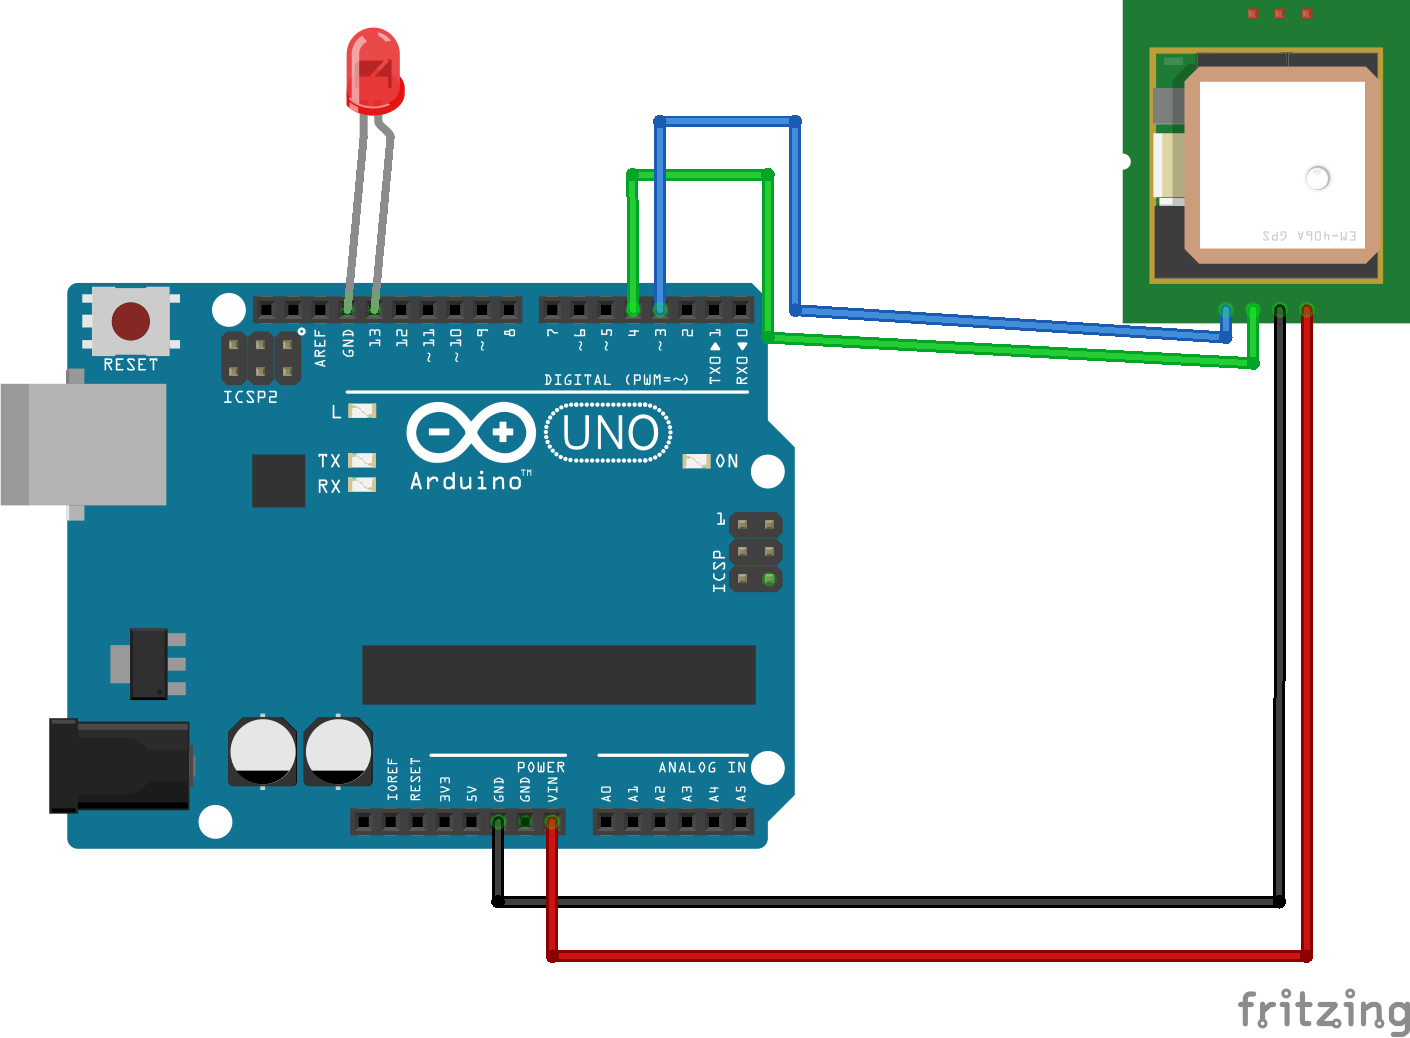 EM-406A GPS
RESET
ICSP2
AREF
GND
13
12
~11
~10
~9
8
7
~6
~5
4
~3
2
TX0▶1
RX0◀0
DIGITAL (PWM=~)
L
TX
RX
UNO
Arduino™
ON
1
ICSP
IOREF
RESET
3V3
5V
GND
GND
VIN
POWER
ANALOG IN
A0
A1
A2
A3
A4
A5
fritzing